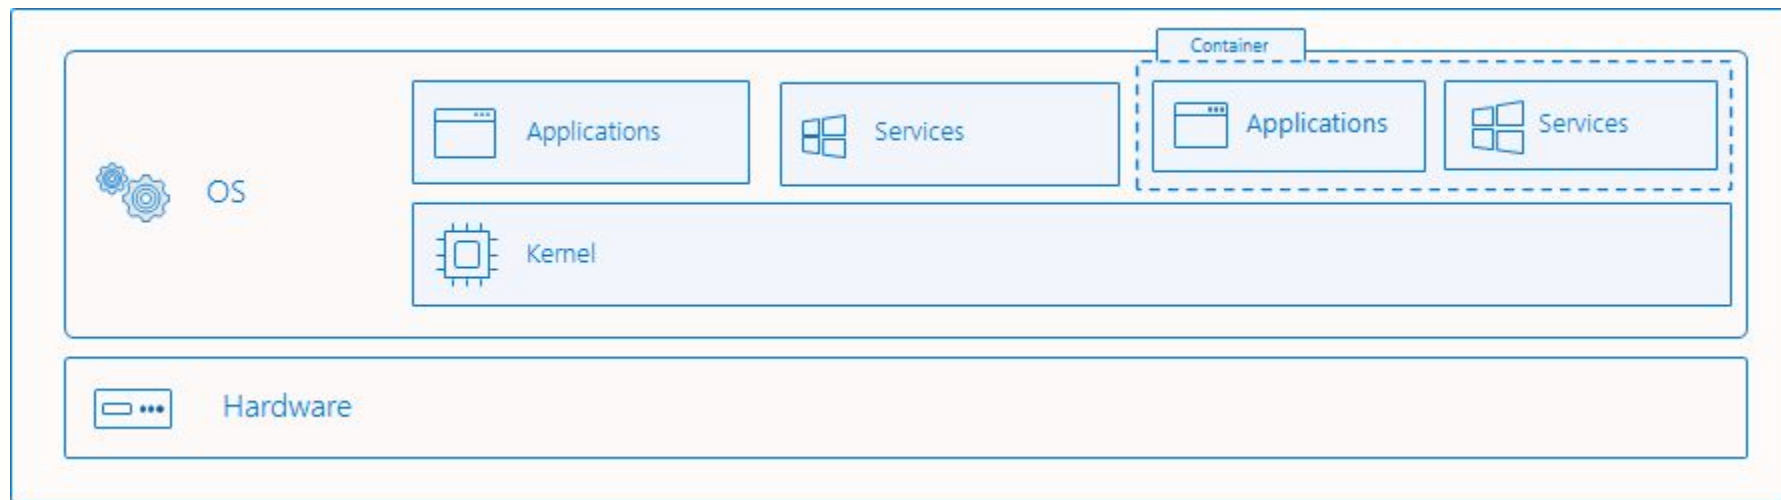 Container
Applications
Services
Applications
Services
OS
Kernel
Hardware